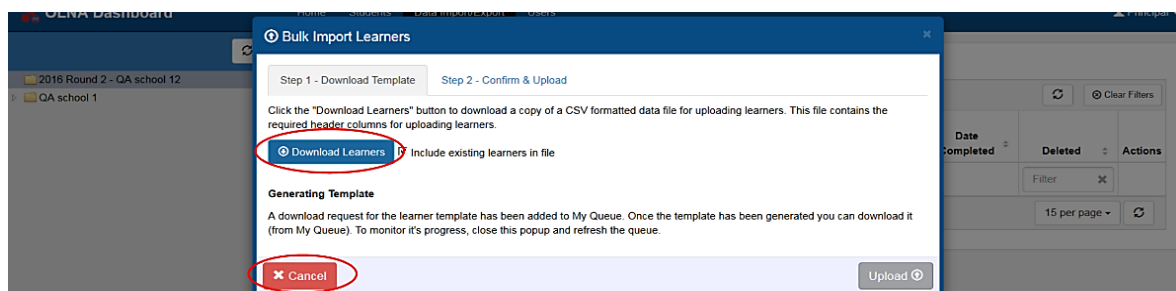 OLNA Dashboard
Home Students Data Import/Export Users
Principal
Bulk Import Learners
2016 Round 2 - QA school 12
QA school 1
Step 1 - Download Template Step 2 - Confirm & Upload
Click the "Download Learners" button to download a copy of a CSV formatted data file for uploading learners. This file contains the
required header columns for uploading learners.
Download Learners Include existing learners in file
Generating Template
A download request for the learner template has been added to My Queue. Once the template has been generated you can download it
(from My Queue). To monitor it's progress, close this popup and refresh the queue.
Cancel Upload
Clear Filters
Date
Completed Deleted Actions
Filter
15 per page